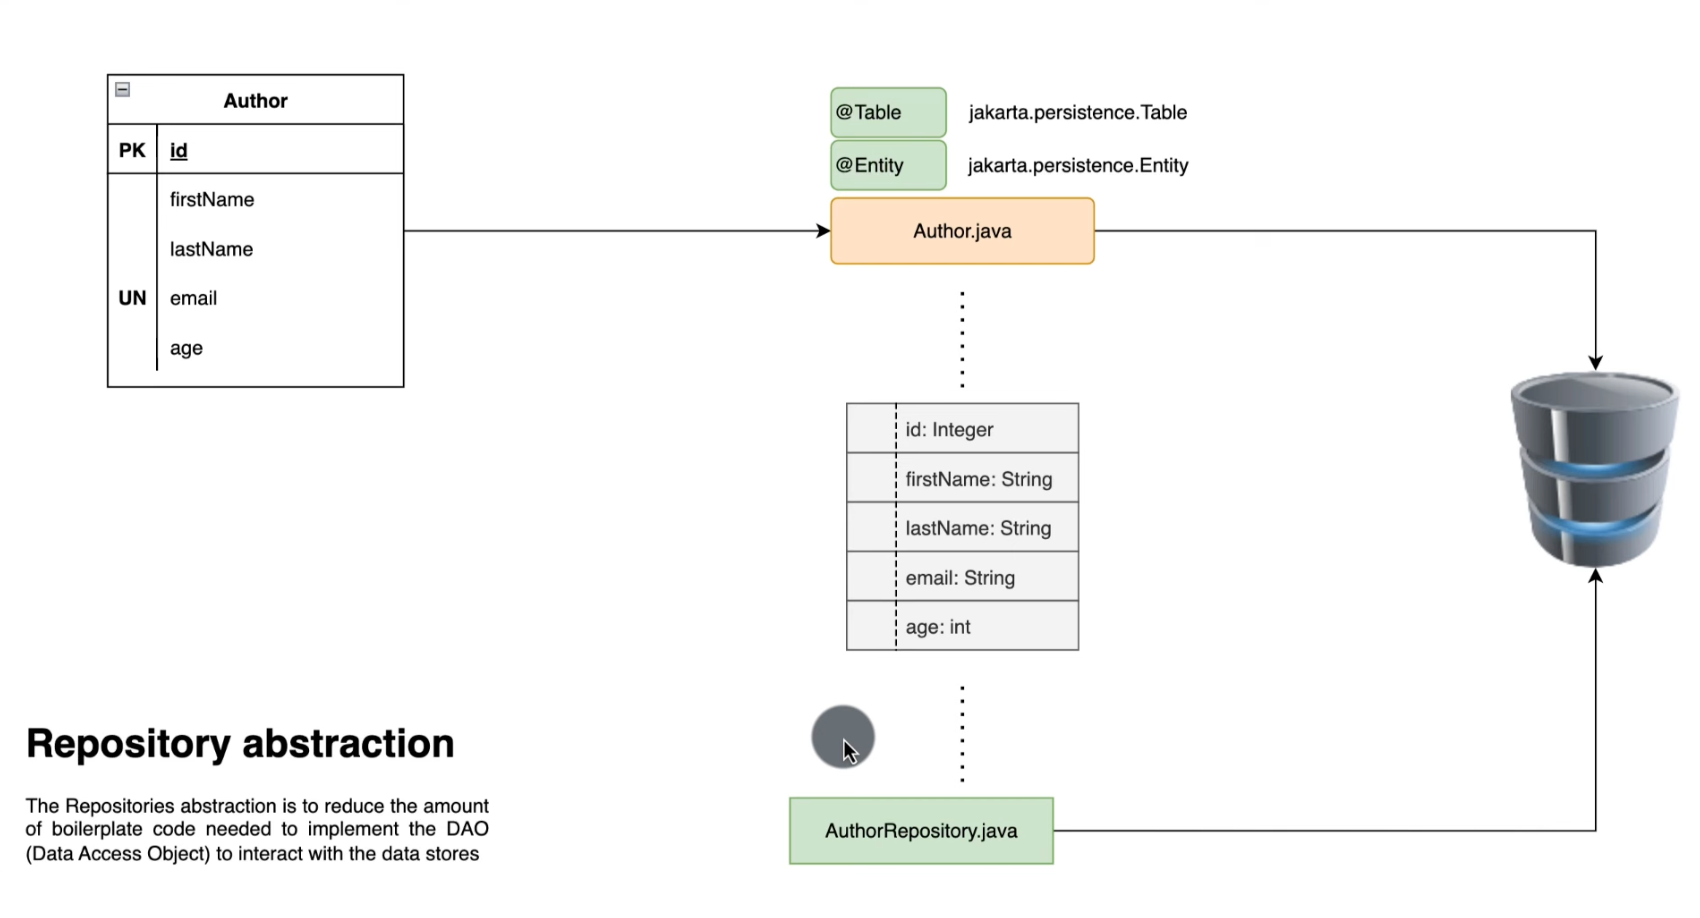 Author
PK id
firstName
lastName
UN email
age
@Table jakarta.persistence.Table
@Entity jakarta.persistence.Entity
Author.java
id: Integer
firstName: String
lastName: String
email: String
age: int
AuthorRepository.java
Repository abstraction
The Repositories abstraction is to reduce the amount
of boilerplate code needed to implement the DAO
(Data Access Object) to interact with the data stores